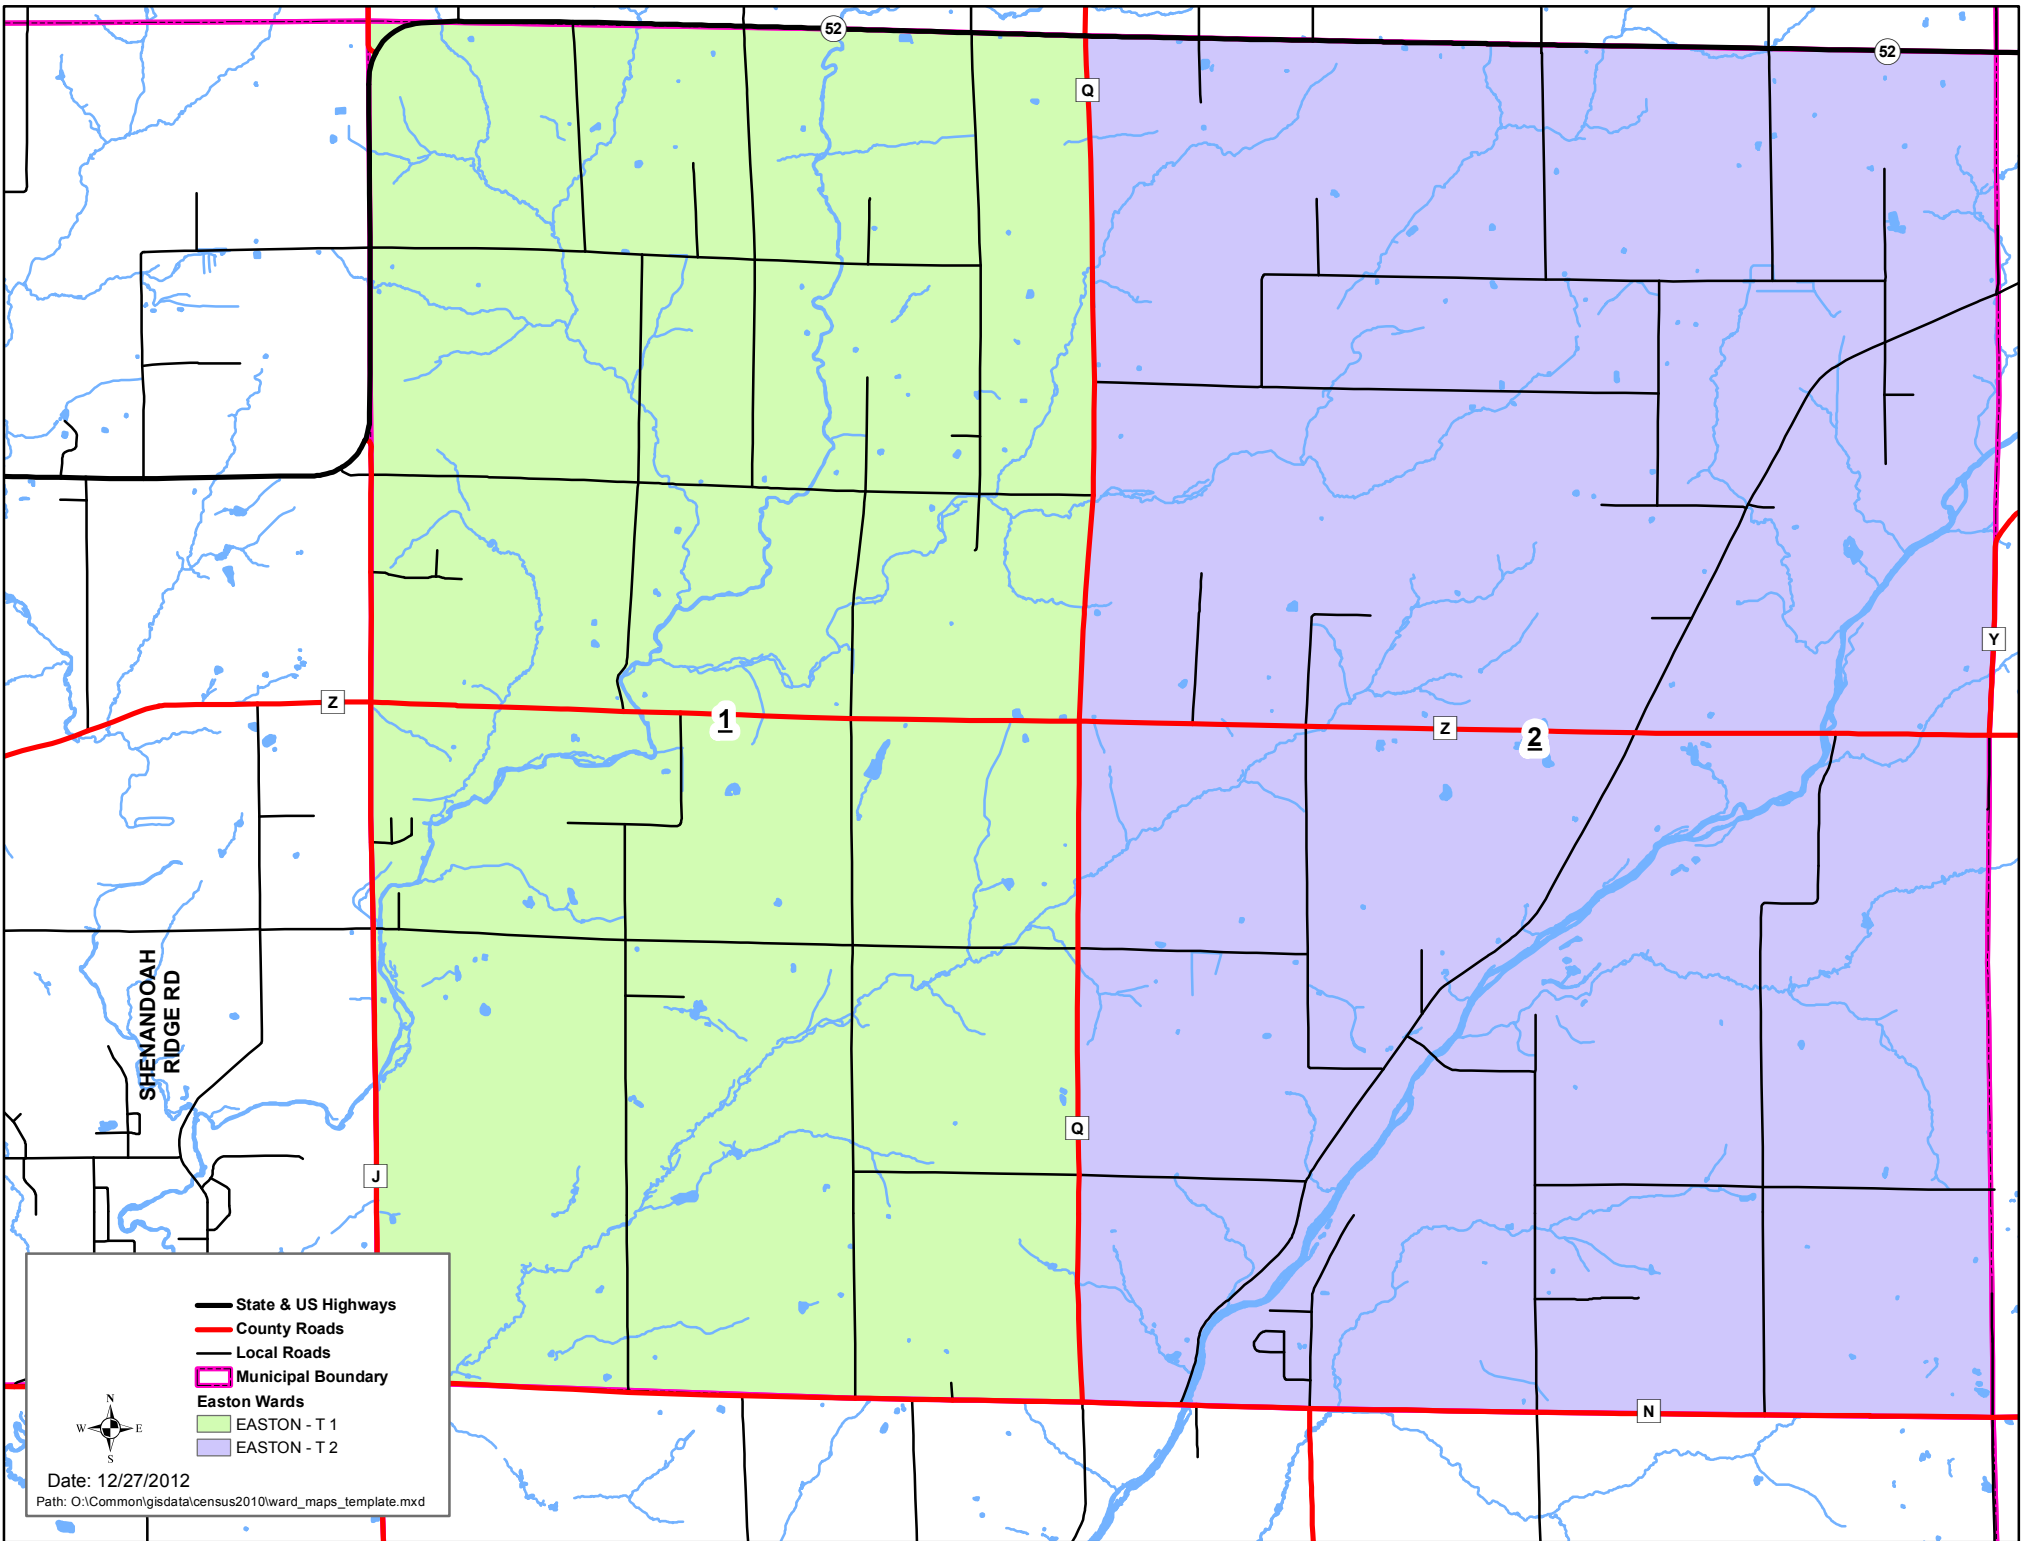 52
52
Q
Y
Z
1
Z
2
SHENANDOAH
RIDGE RD
Q
J
State & US Highways
County Roads
Local Roads
Municipal Boundary
Easton Wards
EASTON - T 1
EASTON - T 2
N
W E
S
N
Date: 12/27/2012
Path: O:\Common\gisdata\census2010\ward_maps_template.mxd